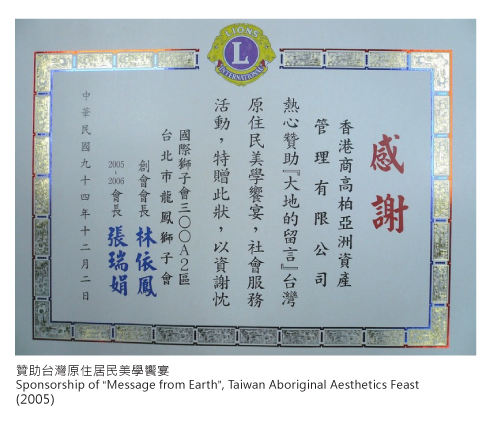 LIONS
L
INTERNATIONAL
感謝
香港商高柏亞洲資產
管理有限公司
熱心贊助『大地的留言』台灣
原住民美學饗宴，社會服務
活動，特贈此狀，以資謝忱
國際獅子會三〇〇A2區
台北市龍鳳獅子會
創會會長 林依鳳
2005~2006會長 張瑞娟
中華民國九十四年十二月二日
贊助台灣原住居民美學饗宴
Sponsorship of “Message from Earth”, Taiwan Aboriginal Aesthetics Feast
(2005)